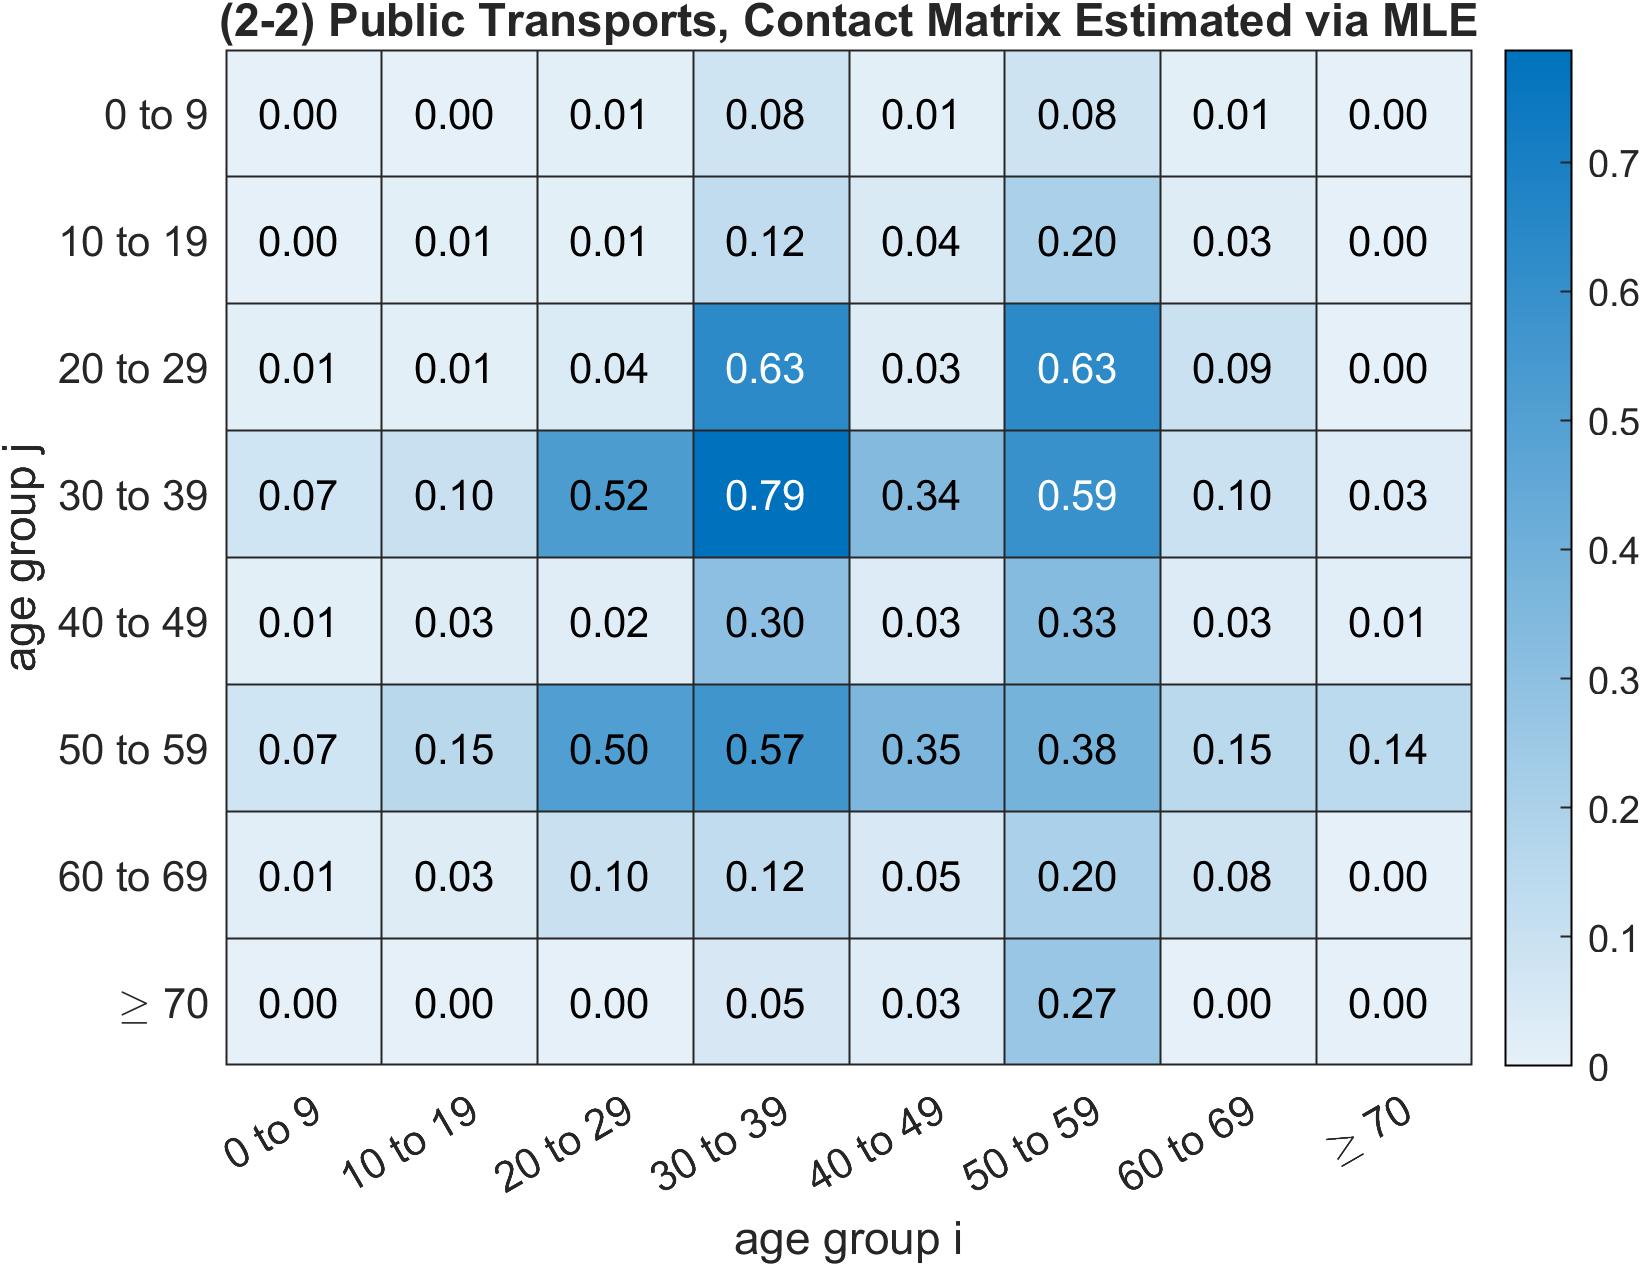 (2-2) Public Transports, Contact Matrix Estimated via MLE
0 to 9 0.00 0.00 0.01 0.08 0.01 0.08 0.01 0.00
10 to 19 0.00 0.01 0.01 0.12 0.04 0.20 0.03 0.00
20 to 29 0.01 0.01 0.04 0.63 0.03 0.63 0.09 0.00
30 to 39 0.07 0.10 0.52 0.79 0.34 0.59 0.10 0.03
40 to 49 0.01 0.03 0.02 0.30 0.03 0.33 0.03 0.01
50 to 59 0.07 0.15 0.50 0.57 0.35 0.38 0.15 0.14
60 to 69 0.01 0.03 0.10 0.12 0.05 0.20 0.08 0.00
≥ 70 0.00 0.00 0.00 0.05 0.03 0.27 0.00 0.00
0 to 9 10 to 19 20 to 29 30 to 39 40 to 49 50 to 59 60 to 69 ≥ 70
age group i
age group j
0.7
0.6
0.5
0.4
0.3
0.2
0.1
0